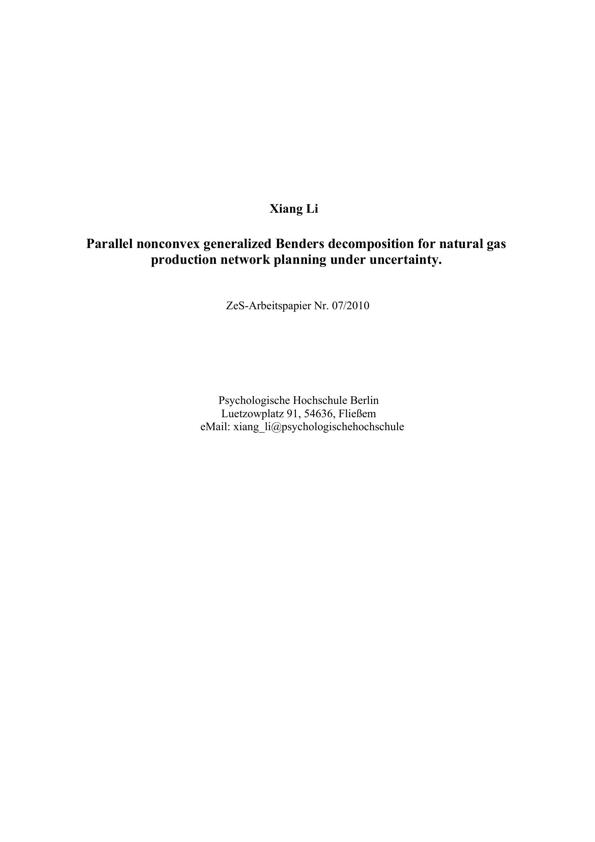 Xiang Li
Parallel nonconvex generalized Benders decomposition for natural gas
production network planning under uncertainty.
ZeS-Arbeitspapier Nr. 07/2010
Psychologische Hochschule Berlin
Luetzowplatz 91, 54636, Fließem
eMail: xiang_li@psychologischehochschule